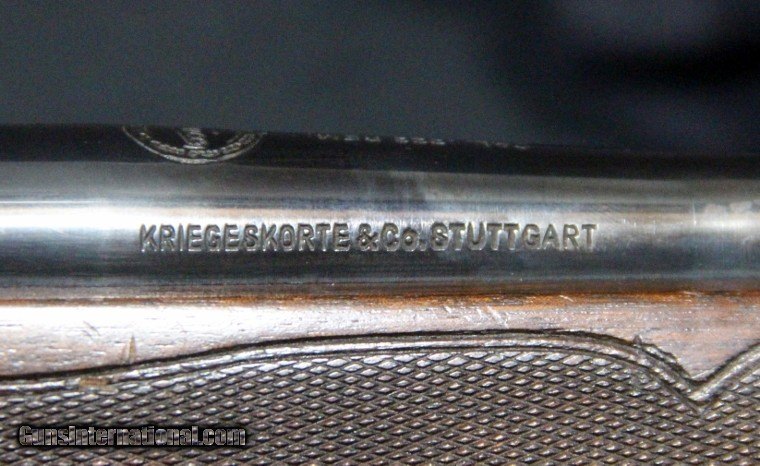 KRIEGESKORTE & Co. STUTTGART
GunsInternational.com